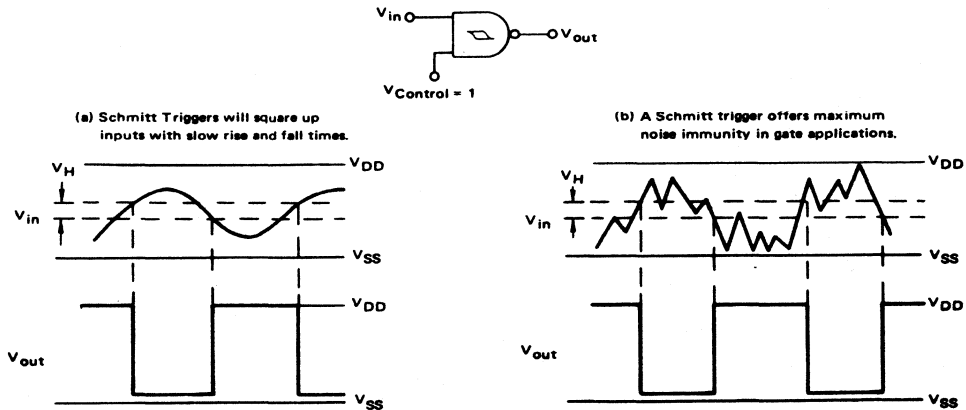 Vin
Vout
VControl = 1
(a) Schmitt Triggers will square up
inputs with slow rise and fall times.
VH
VDD
Vin
VSS
VDD
Vout
VSS
(b) A Schmitt trigger offers maximum
noise immunity in gate applications.
VH
VDD
Vin
VSS
VDD
Vout
VSS